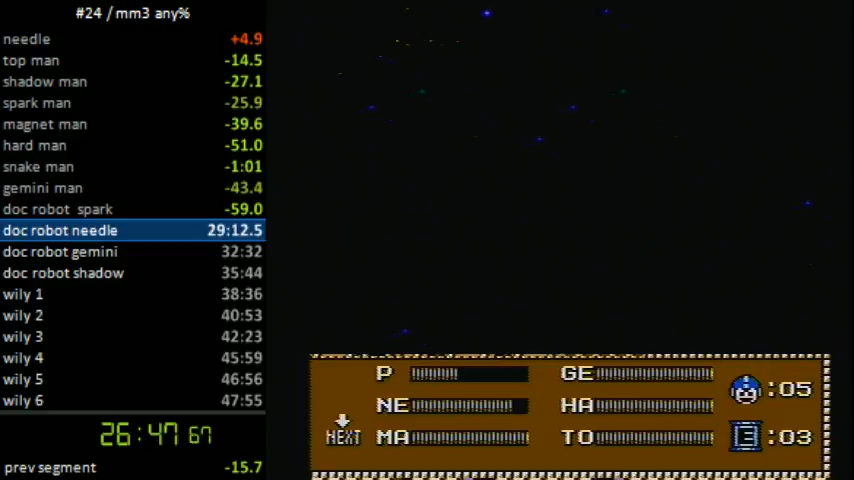 #24 / mm3 any%
needle +4.9
top man -14.5
shadow man -27.1
spark man -25.9
magnet man -39.6
hard man -51.0
snake man -1:01
gemini man -43.4
doc robot spark -59.0
doc robot needle 29:12.5
doc robot gemini 32:32
doc robot shadow 35:44
wily 1 38:36
wily 2 40:53
wily 3 42:23
wily 4 45:59
wily 5 46:56
wily 6 47:55
26:47 67
prev segment -15.7
P GE :05
NE HA
NEXT MA TO E :03